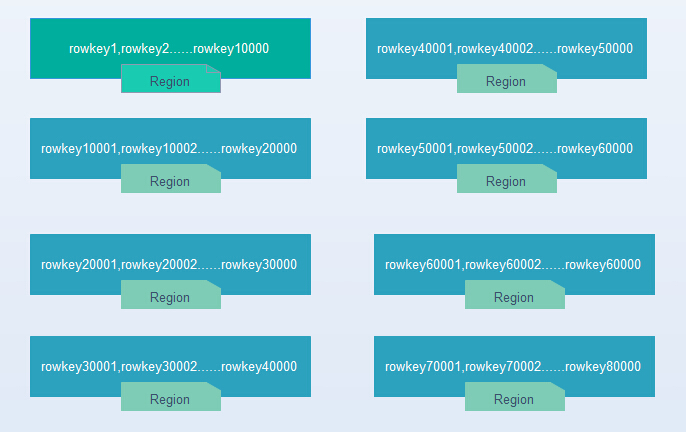 rowkey1,rowkey2......rowkey10000
Region
rowkey10001,rowkey10002......rowkey20000
Region
rowkey20001,rowkey20002......rowkey30000
Region
rowkey30001,rowkey30002......rowkey40000
Region
rowkey40001,rowkey40002......rowkey50000
Region
rowkey50001,rowkey50002......rowkey60000
Region
rowkey60001,rowkey60002......rowkey60000
Region
rowkey70001,rowkey70002......rowkey80000
Region